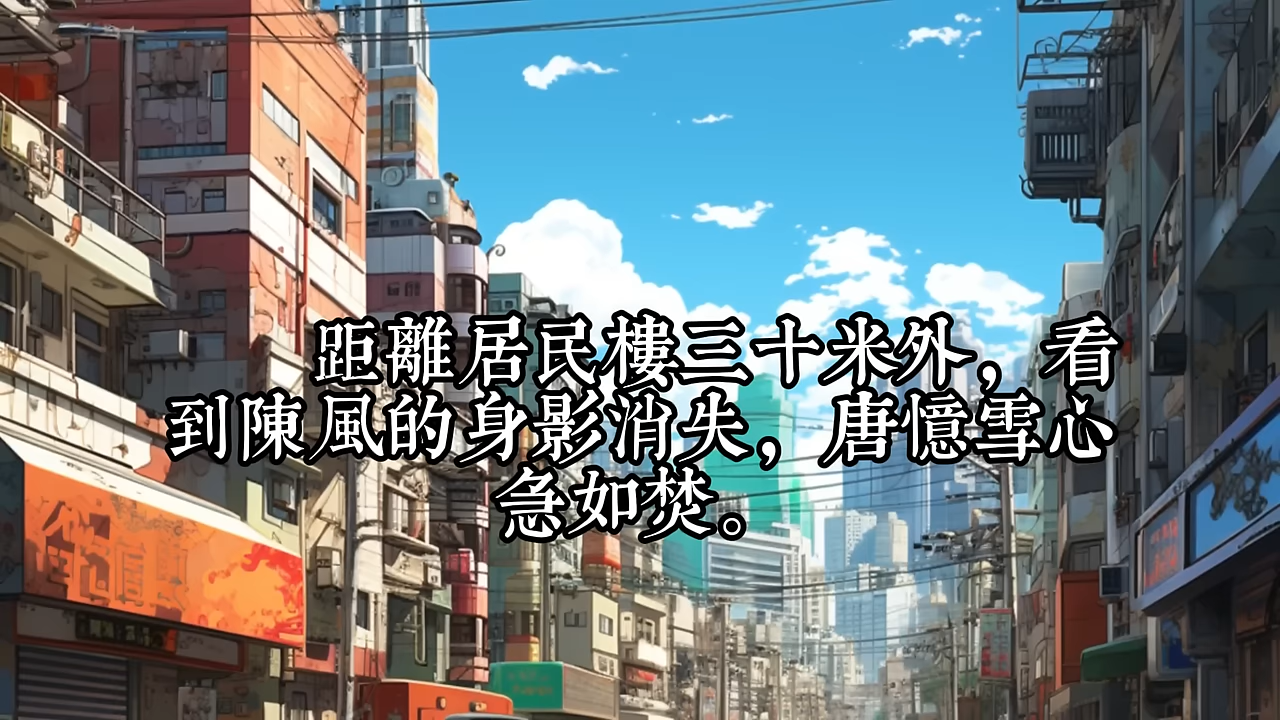 距離居民樓三十米外，看
到陳風的身影消失，唐憶雪心
急如焚。